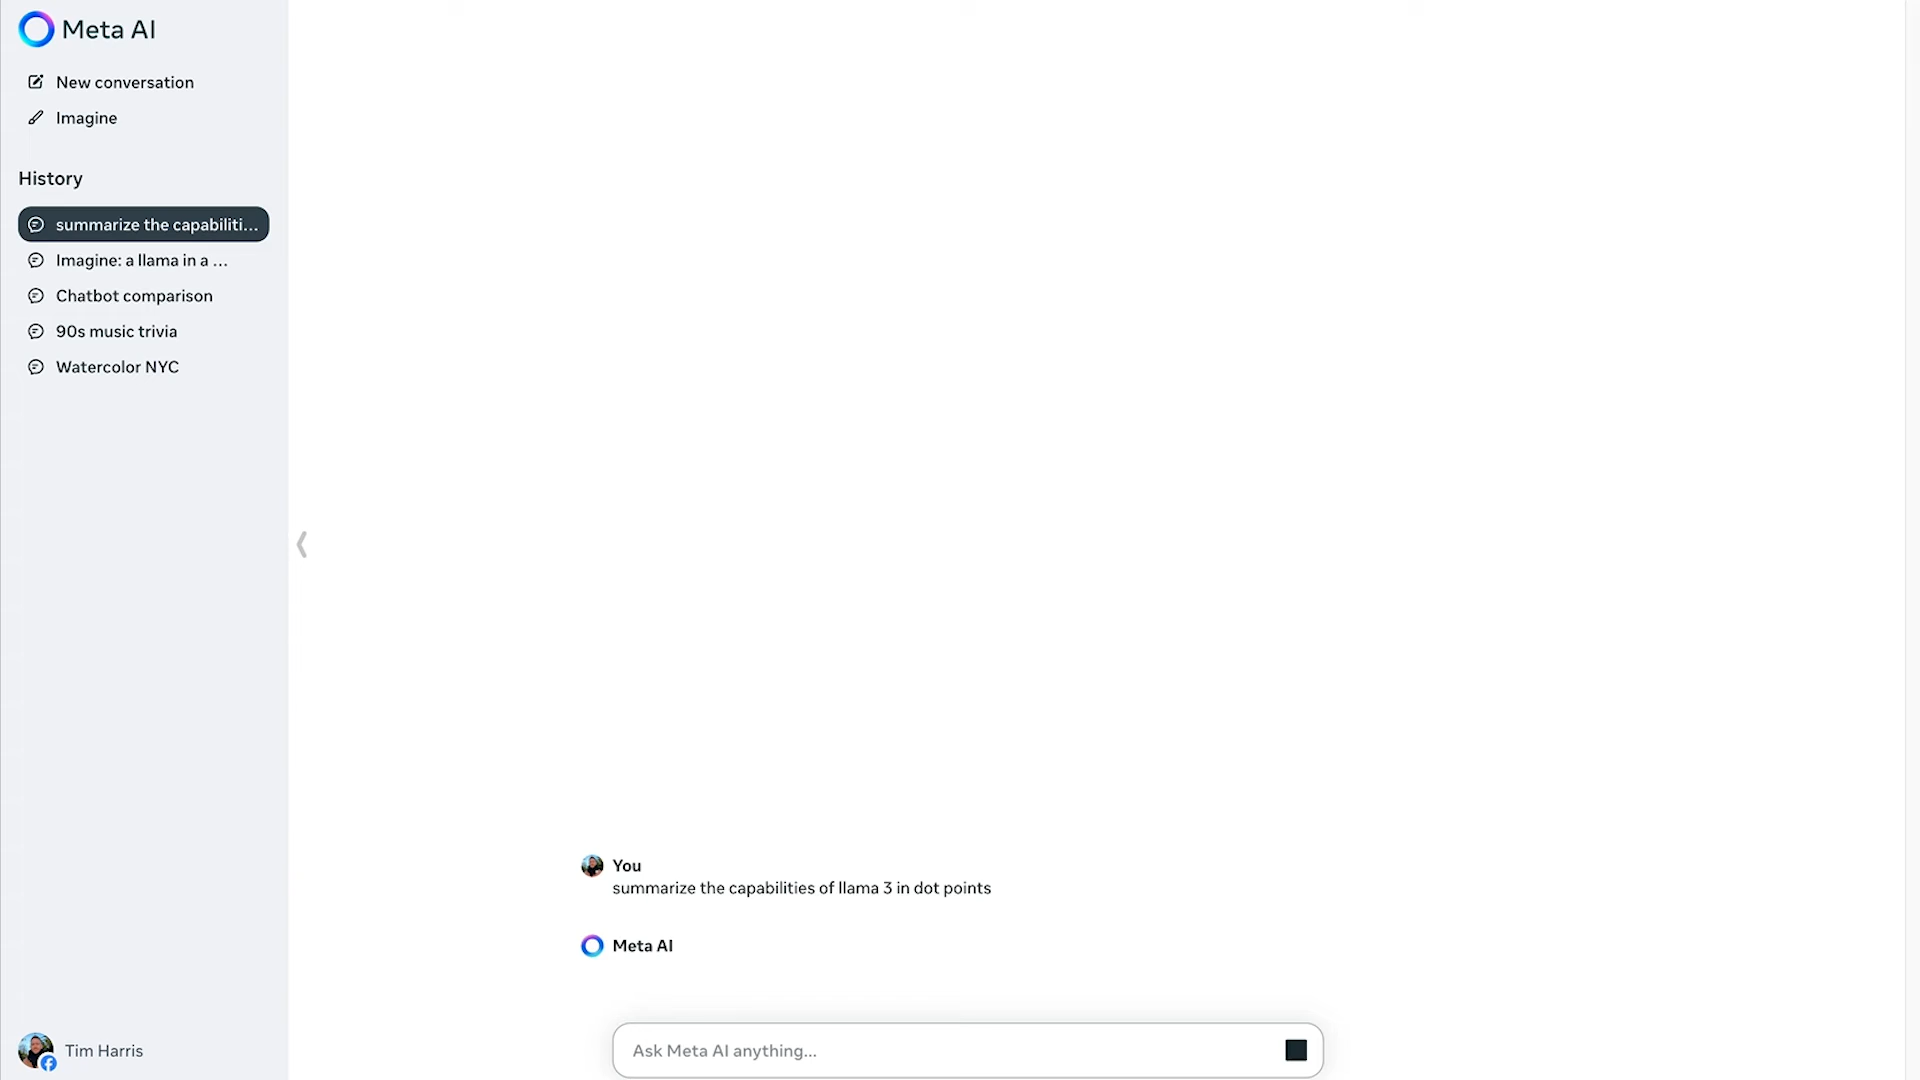 Meta AI
New conversation
Imagine
History
summarize the capabiliti...
Imagine: a llama in a ...
Chatbot comparison
90s music trivia
Watercolor NYC
You
summarize the capabilities of llama 3 in dot points
Meta AI
Tim Harris
Ask Meta AI anything...